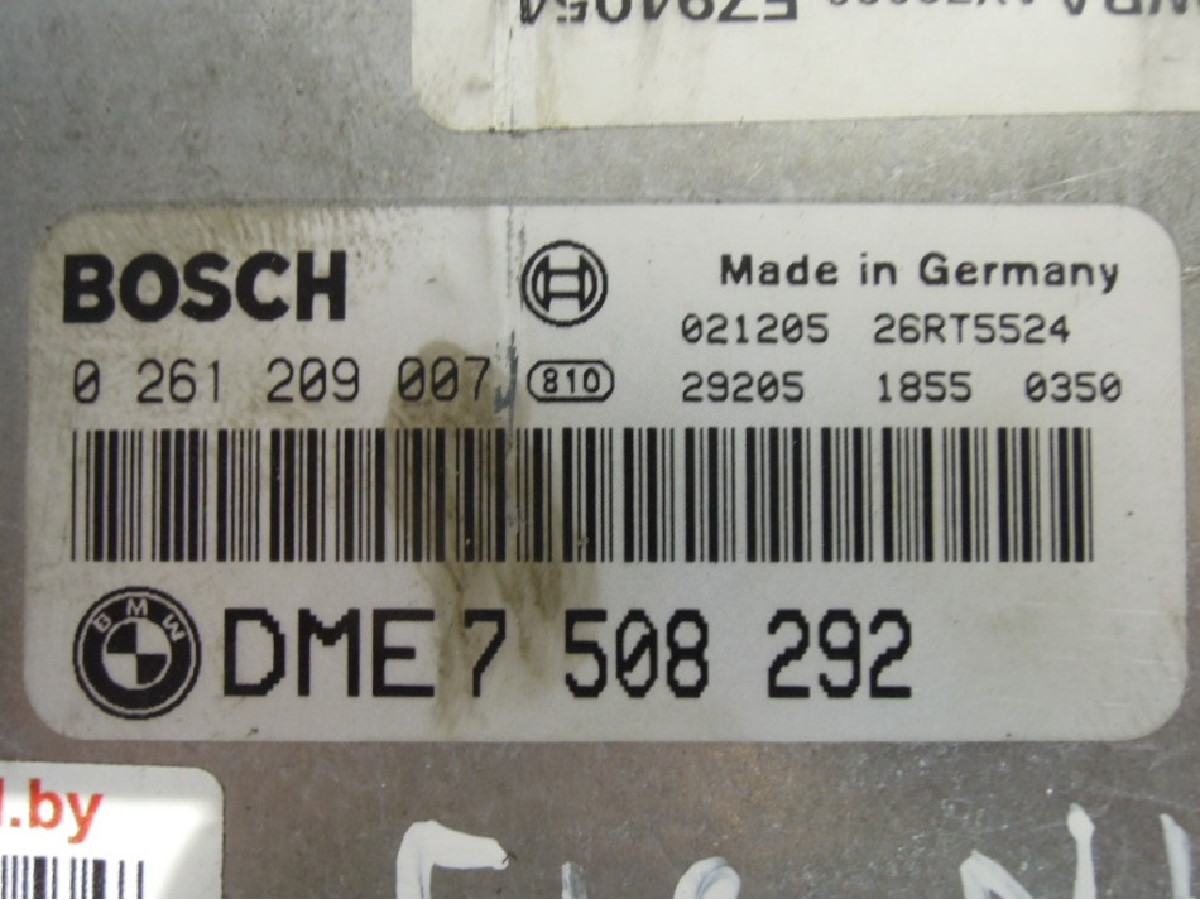 E794054
BOSCH
Made in Germany
021205 26RT5524
0 261 209 007 810 29205 1855 0350
BMW
DME 7 508 292
.by